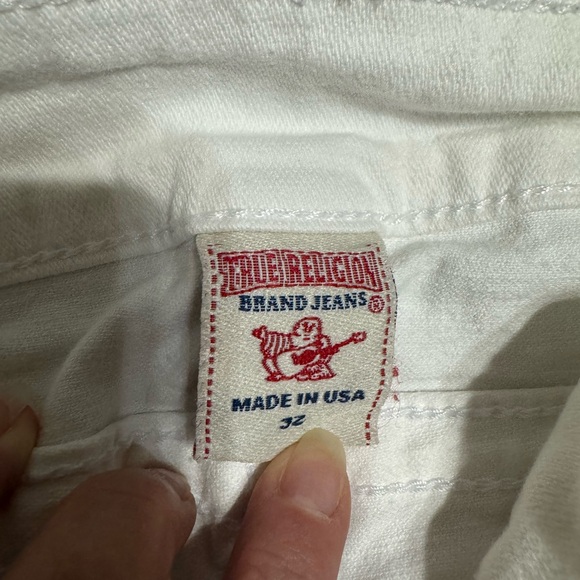 TRUE RELIGION
BRAND JEANS®
MADE IN USA
32